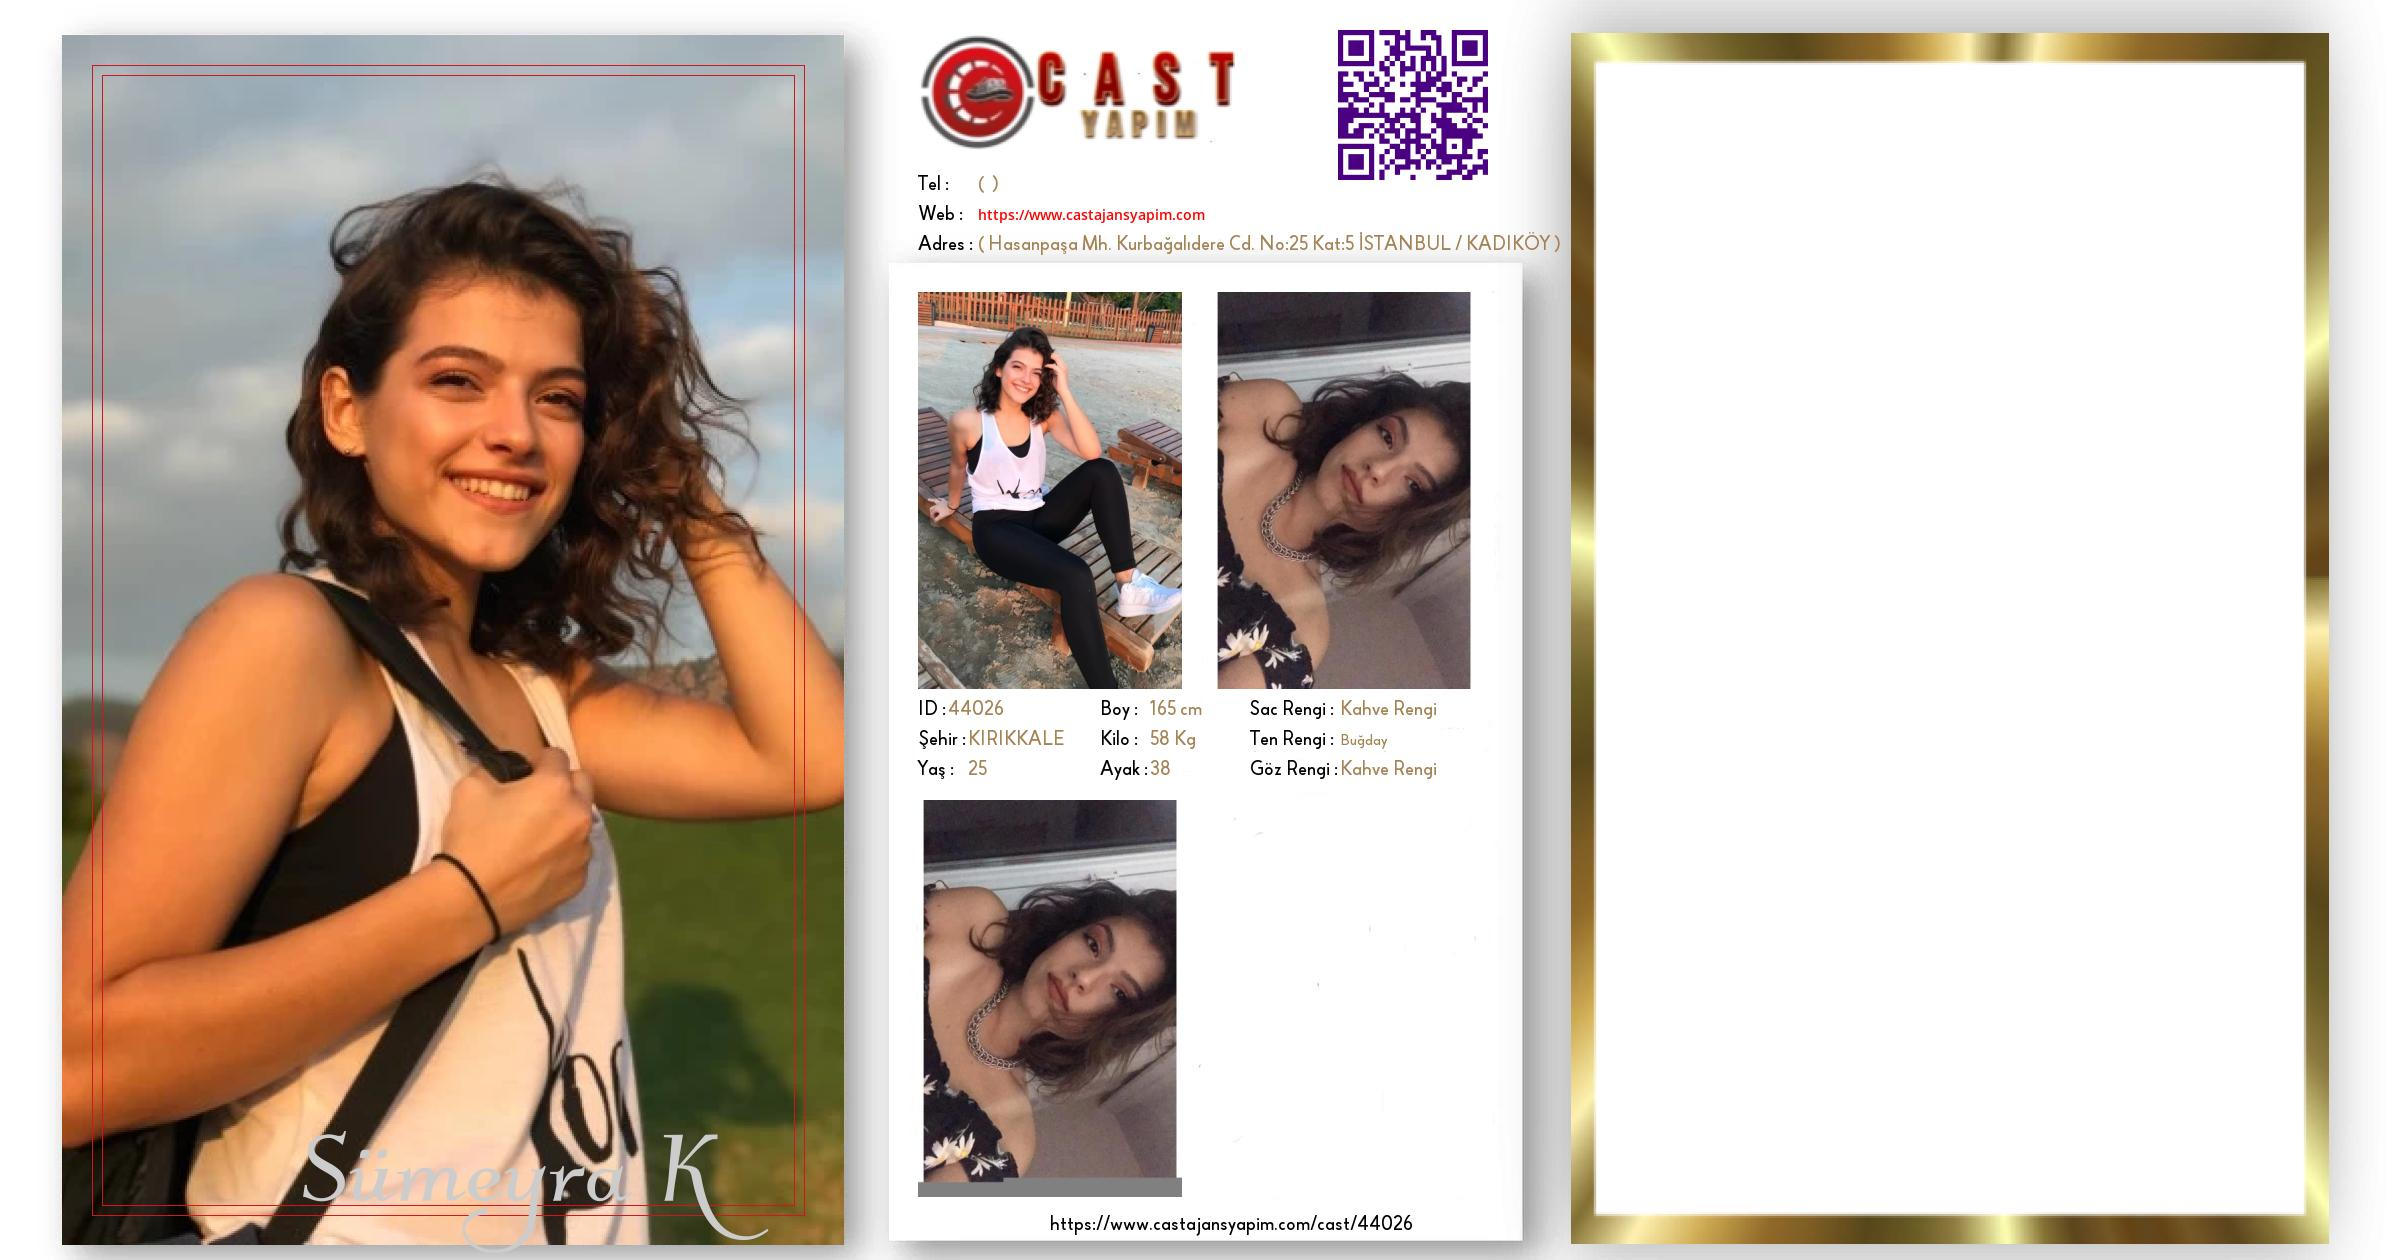 Sümeyra K
CAST
YAPIM
Tel : ( )
Web : https://www.castajansyapim.com
Adres : ( Hasanpaşa Mh. Kurbağalıdere Cd. No:25 Kat:5 İSTANBUL / KADIKÖY )
ID : 44026 Boy : 165 cm Sac Rengi : Kahve Rengi
Şehir : KIRIKKALE Kilo : 58 Kg Ten Rengi : Buğday
Yaş : 25 Ayak : 38 Göz Rengi : Kahve Rengi
https://www.castajansyapim.com/cast/44026